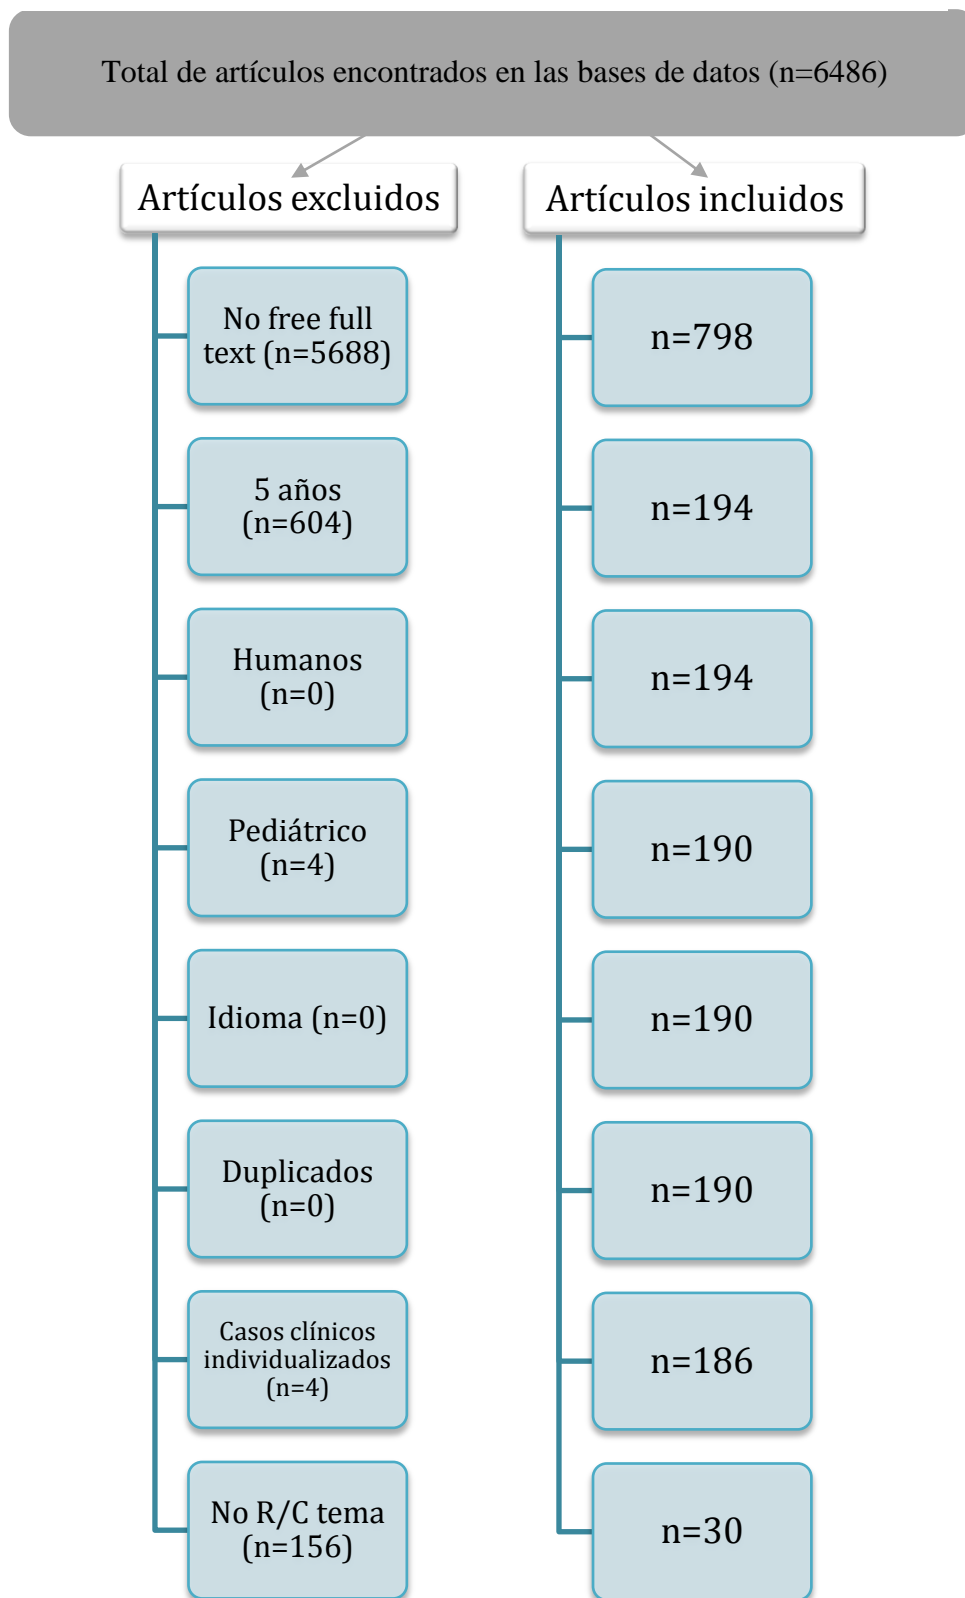 Total de artículos encontrados en las bases de datos (n=6486)
Artículos excluidos
Artículos incluidos
No free full
text (n=5688)
n=798
5 años
(n=604)
n=194
Humanos
(n=0)
n=194
Pediátrico
(n=4)
n=190
Idioma (n=0)
n=190
Duplicados
(n=0)
n=190
Casos clínicos
individualizados
(n=4)
n=186
No R/C tema
(n=156)
n=30